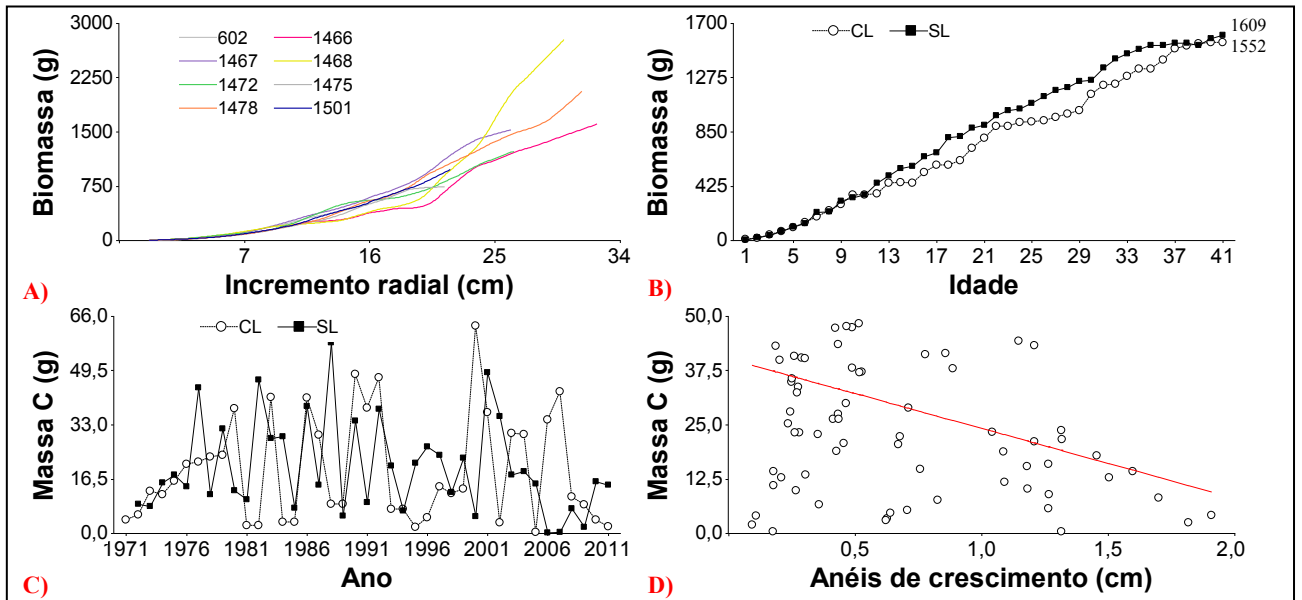 3000
2250
1500
750
0
Biomassa (g)
602 1466
1467 1468
1472 1475
1478 1501
7 16 25 34
Incremento radial (cm)
A)
1700
1275
850
425
0
Biomassa (g)
CL SL
1609
1552
1 5 9 13 17 21 25 29 33 37 41
Idade
B)
66,0
49,5
33,0
16,5
0,0
Massa C (g)
CL SL
1971 1976 1981 1986 1991 1996 2001 2006 2011
Ano
C)
50,0
37,5
25,0
12,5
0,0
Massa C (g)
0,5 1,0 1,5 2,0
Anéis de crescimento (cm)
D)